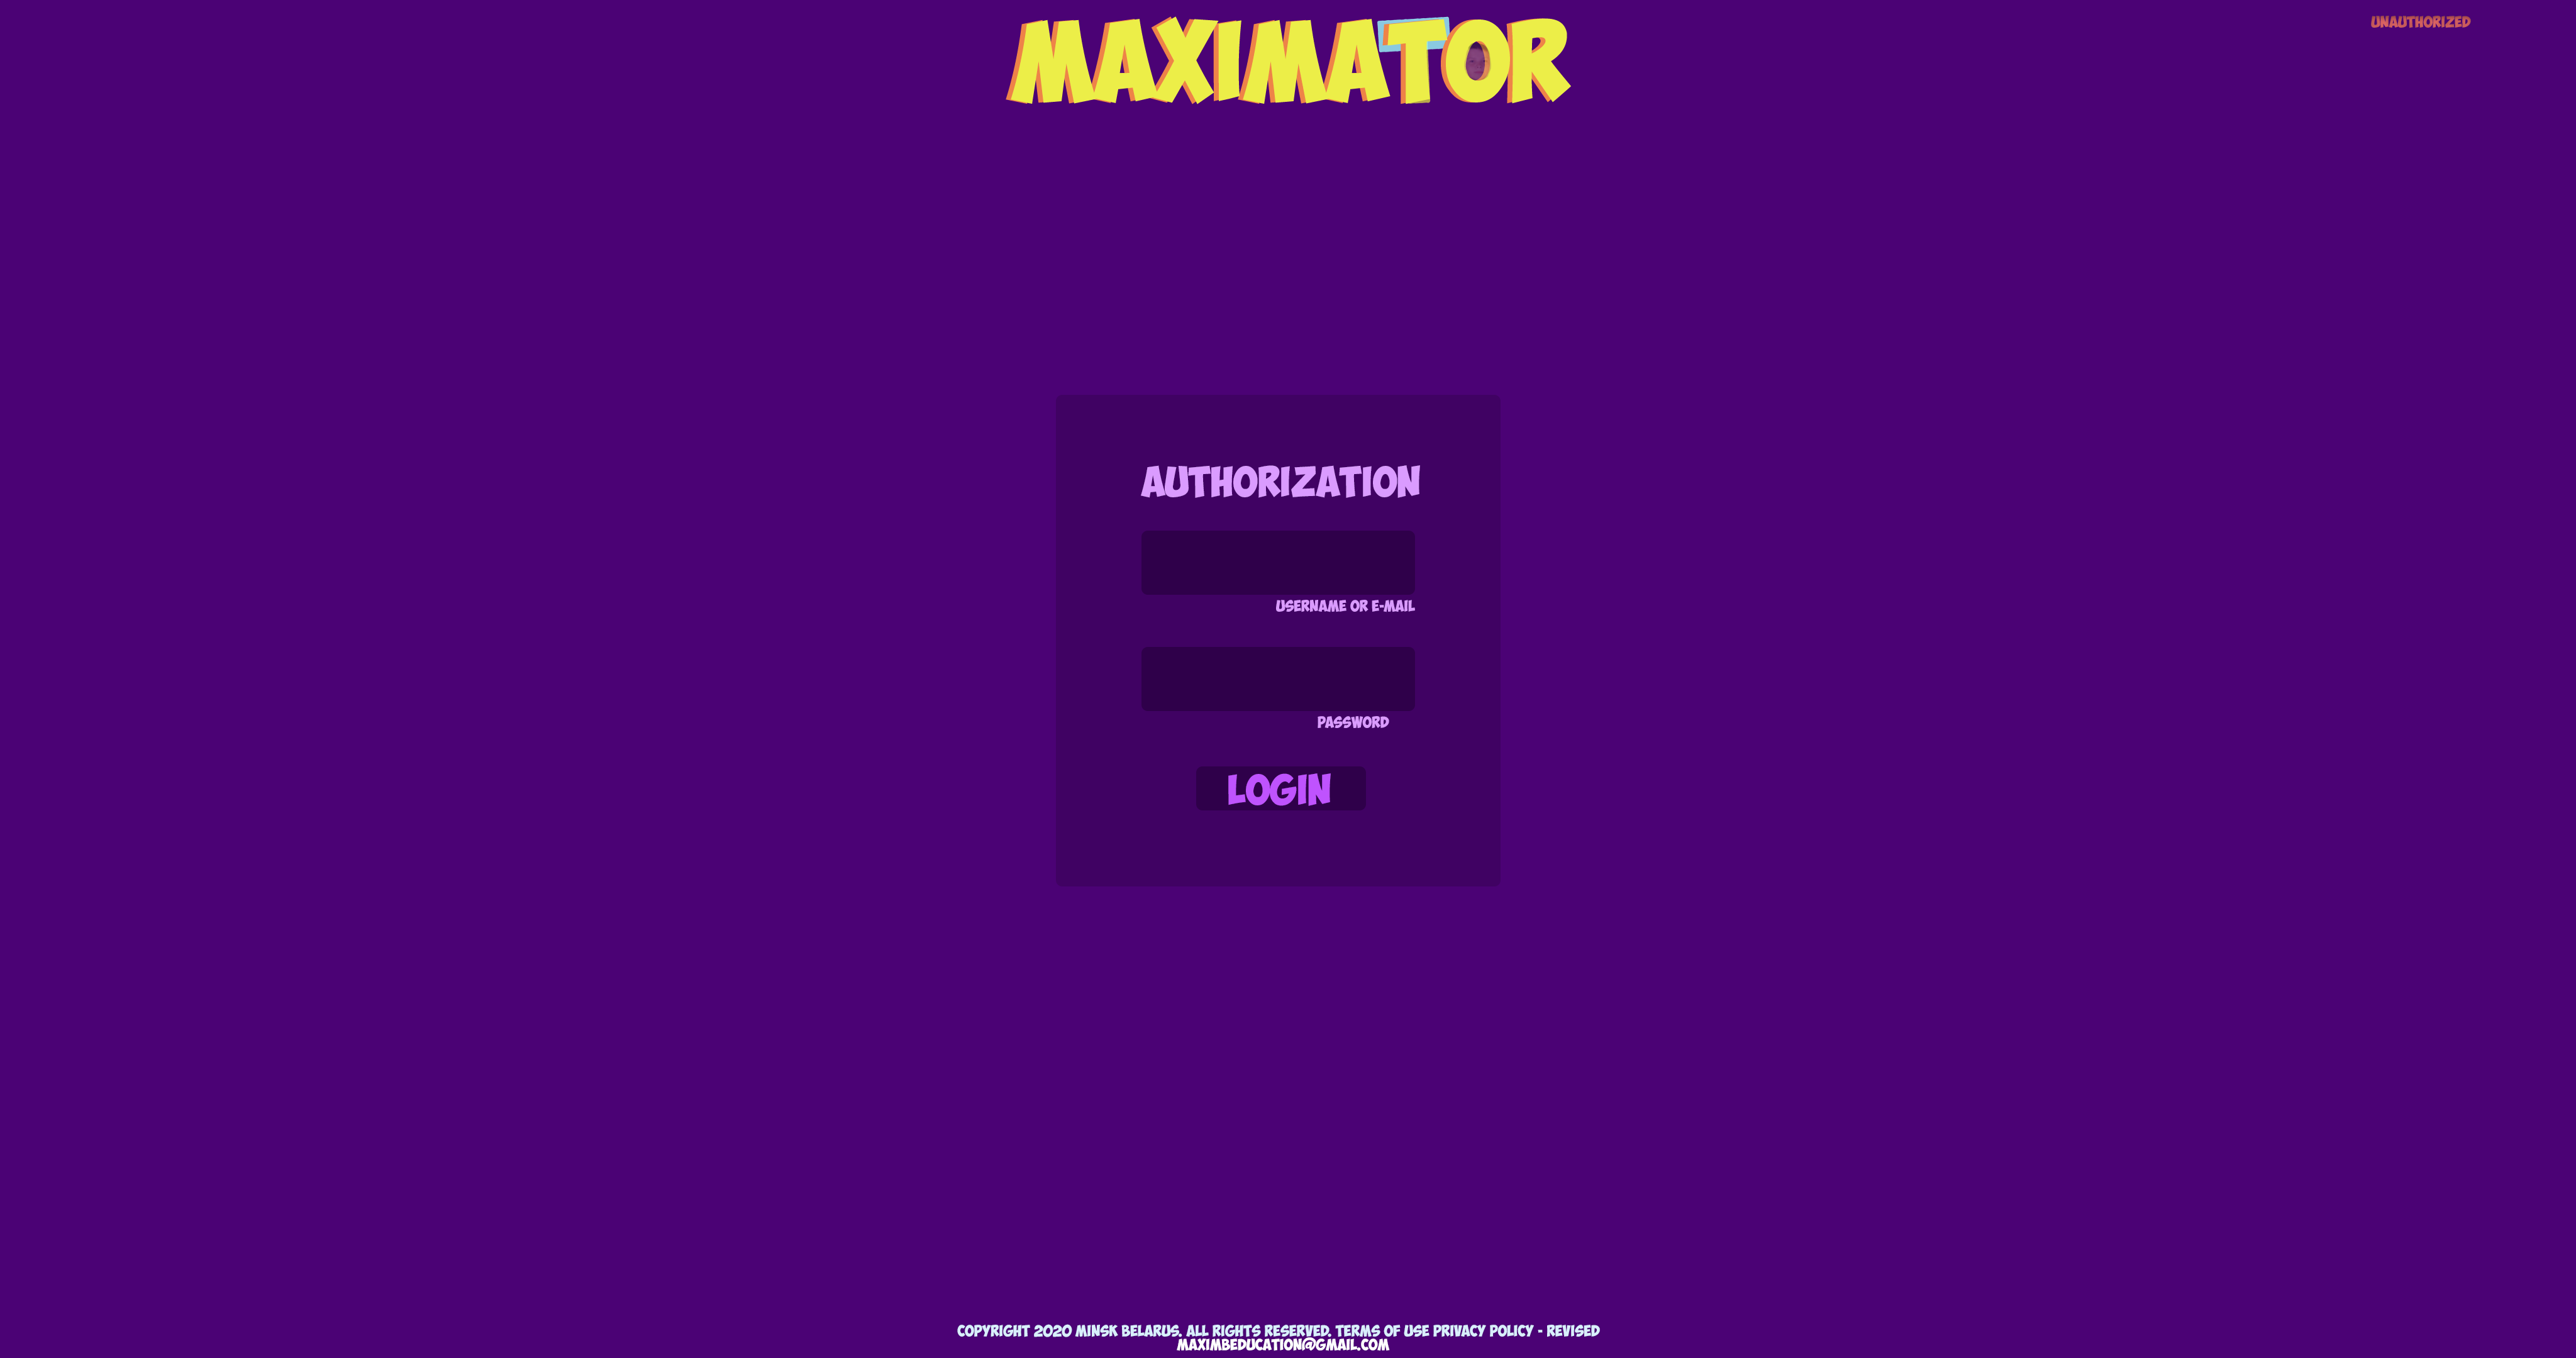 MAXIMATOR
UNAUTHORIZED
AUTHORIZATION
USERNAME OR E-MAIL
PASSWORD
LOGIN
COPYRIGHT 2020 MINSK BELARUS. ALL RIGHTS RESERVED. TERMS OF USE PRIVACY POLICY - REVISED
MAXIMBEDUCATION@GMAIL.COM